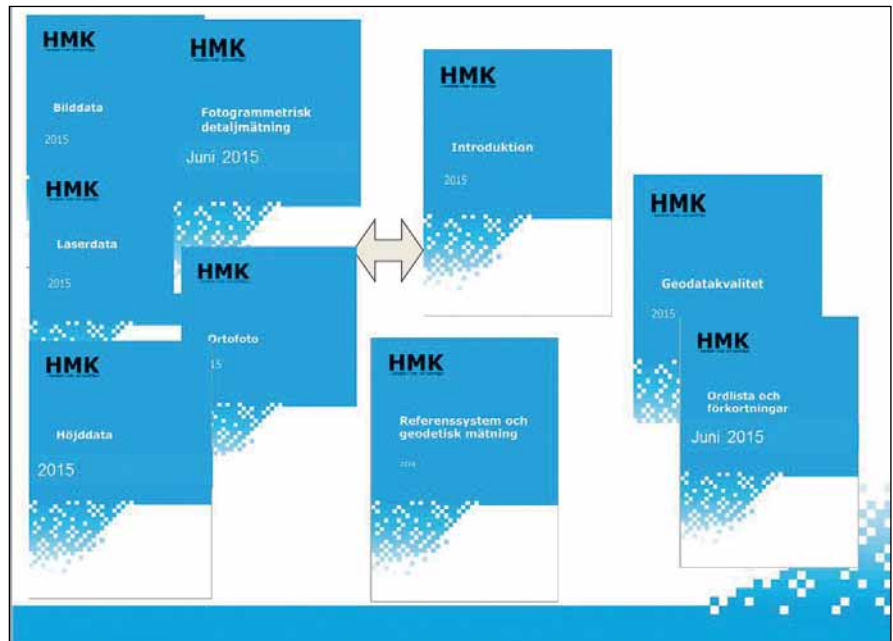 HMK
Bilddata
2015
HMK
Fotogrammetrisk
detaljmätning
Juni 2015
HMK
Laserdata
2015
HMK
Ortofoto
15
HMK
Höjddata
2015
HMK
Introduktion
2015
HMK
Referenssystem och
geodetisk mätning
HMK
Geodatakvalitet
2015
HMK
Ordlista och
förkortningar
Juni 2015